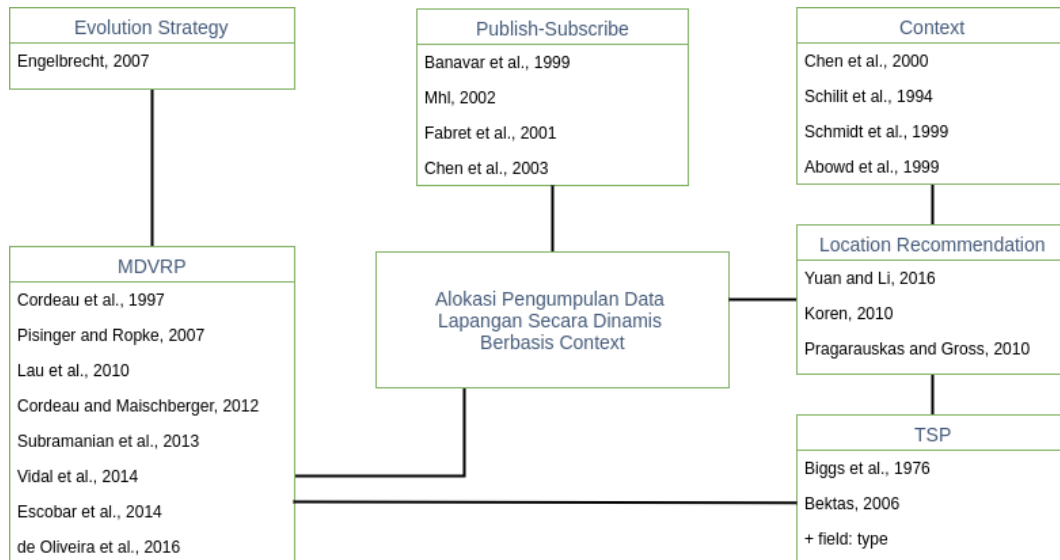 Evolution Strategy
Engelbrecht, 2007
Publish-Subscribe
Banavar et al., 1999
Mhl, 2002
Fabret et al., 2001
Chen et al., 2003
Context
Chen et al., 2000
Schilit et al., 1994
Schmidt et al., 1999
Abowd et al., 1999
MDVRP
Cordeau et al., 1997
Pisinger and Ropke, 2007
Lau et al., 2010
Cordeau and Maischberger, 2012
Subramanian et al., 2013
Vidal et al., 2014
Escobar et al., 2014
de Oliveira et al., 2016
Alokasi Pengumpulan Data
Lapangan Secara Dinamis
Berbasis Context
Location Recommendation
Yuan and Li, 2016
Koren, 2010
Pragarauskas and Gross, 2010
TSP
Biggs et al., 1976
Bektas, 2006
+ field: type